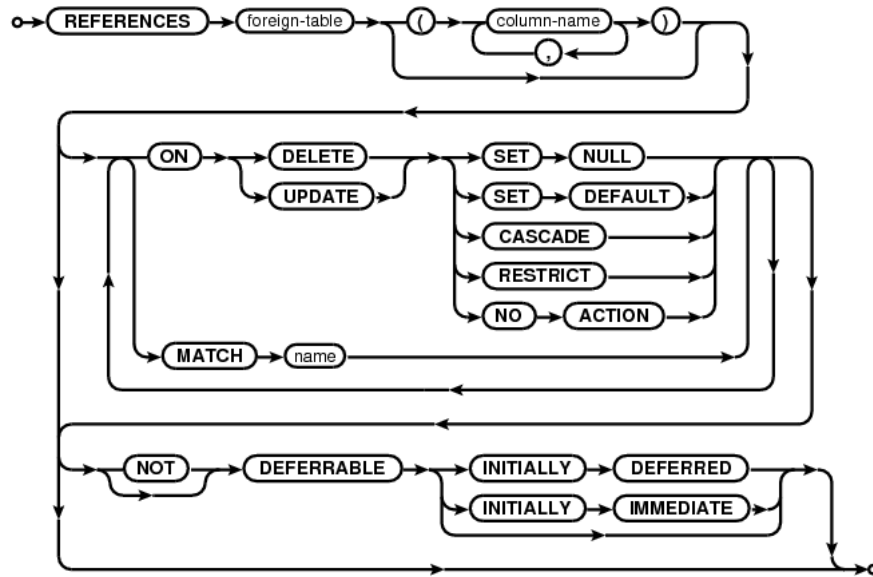 REFERENCES foreign-table ( column-name )
,
ON DELETE SET NULL
UPDATE SET DEFAULT
CASCADE
RESTRICT
NO ACTION
MATCH name
NOT DEFERRABLE INITIALLY DEFERRED
INITIALLY IMMEDIATE